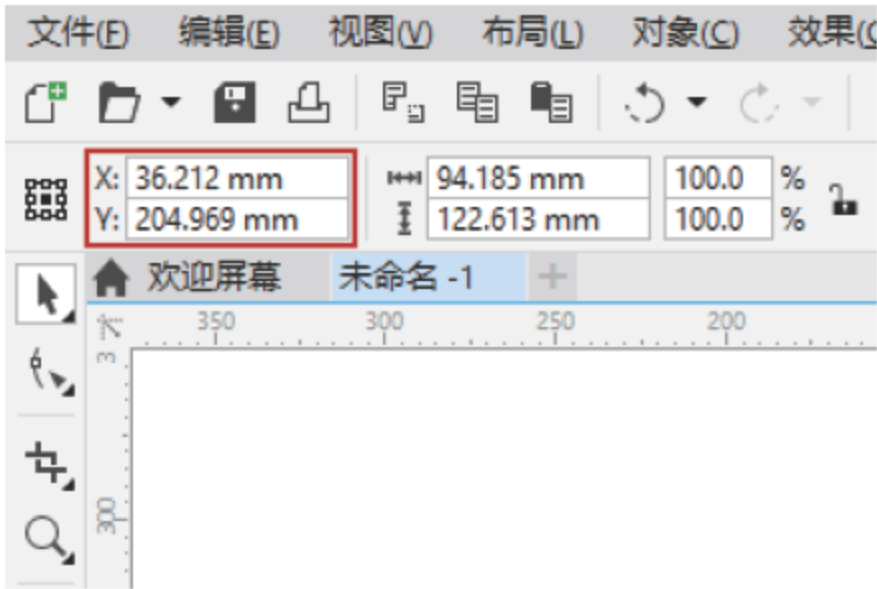 文件(F) 编辑(E) 视图(V) 布局(L) 对象(C) 效果(C
X: 36.212 mm 94.185 mm 100.0 %
Y: 204.969 mm 122.613 mm 100.0 %
欢迎屏幕 未命名 -1
350 300 250 200
3
300